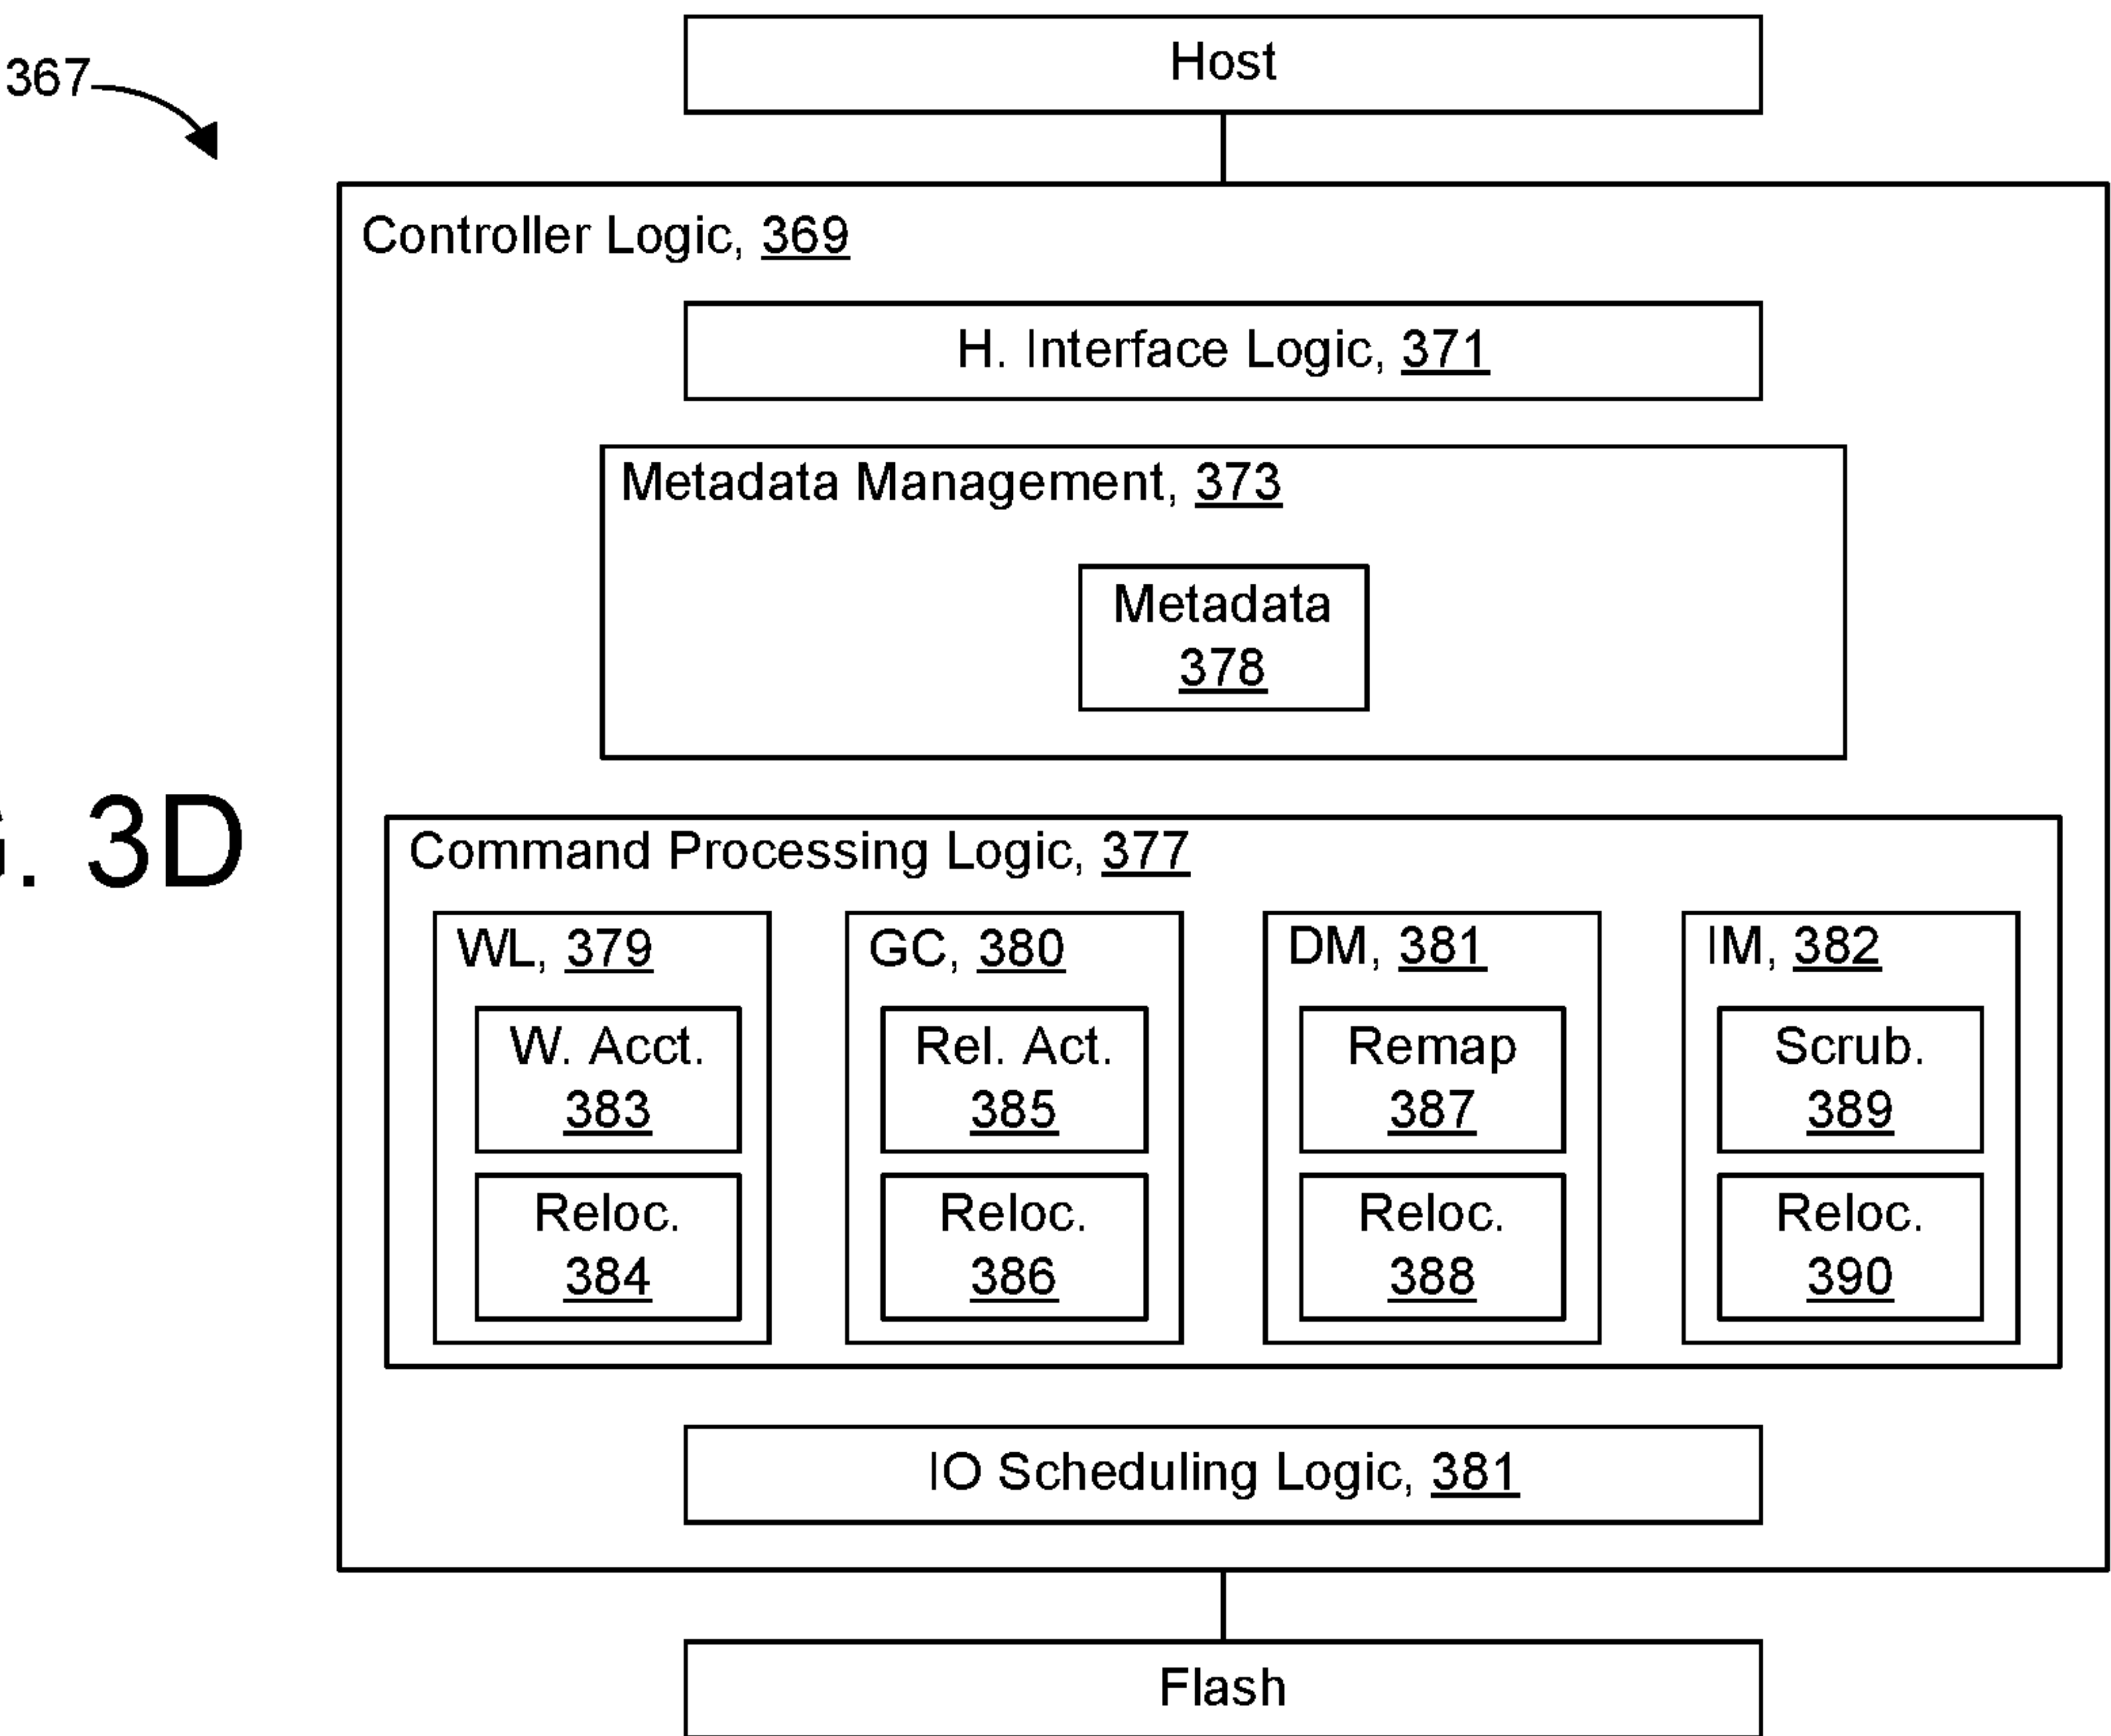 Host
367
Controller Logic, 369
H. Interface Logic, 371
Metadata Management, 373
Metadata
378
. 3D
Command Processing Logic, 377
WL, 379
W. Acct.
383
Reloc.
384
GC, 380
Rel. Act.
385
Reloc.
386
DM, 381
Remap
387
Reloc.
388
IM, 382
Scrub.
389
Reloc.
390
IO Scheduling Logic, 381
Flash